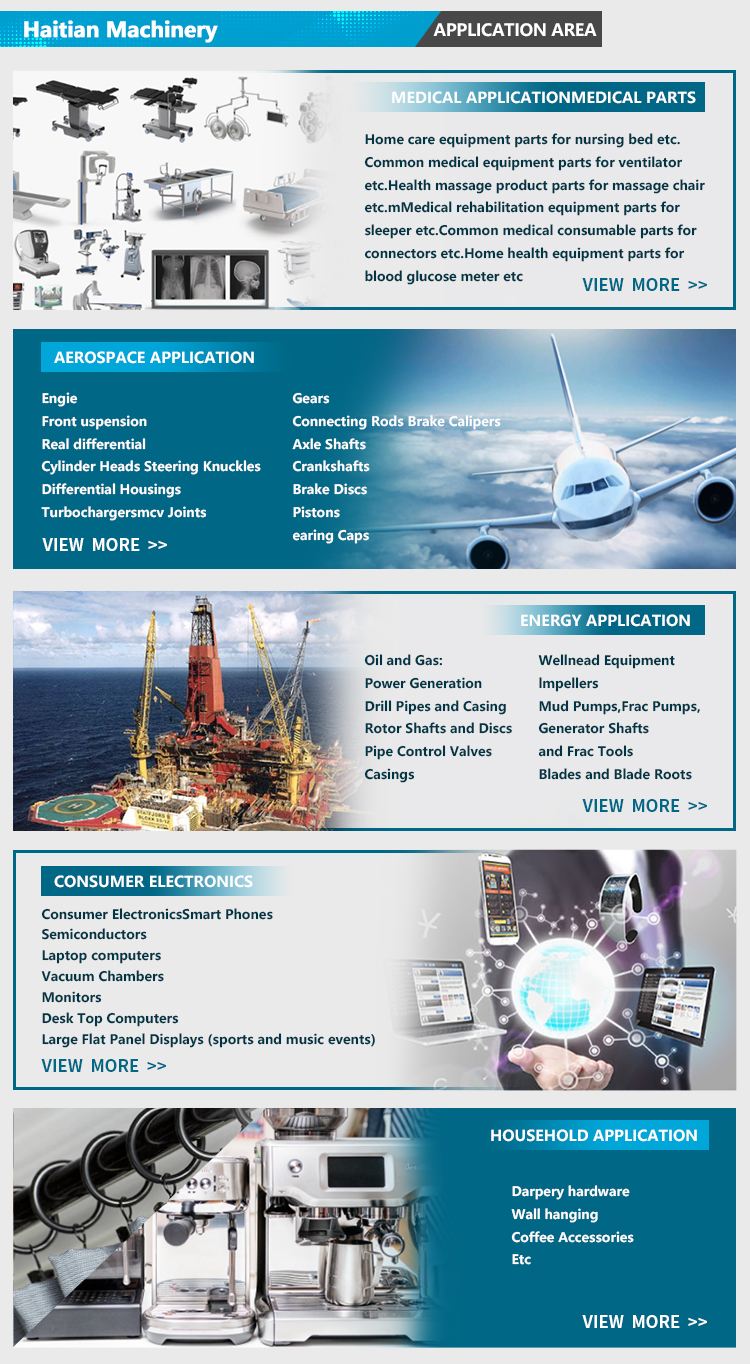 Haitian Machinery
APPLICATION AREA
MEDICAL APPLICATIONMEDICAL PARTS
Home care equipment parts for nursing bed etc.
Common medical equipment parts for ventilator
etc.Health massage product parts for massage chair
etc.mMedical rehabilitation equipment parts for
sleeper etc.Common medical consumable parts for
connectors etc.Home health equipment parts for
blood glucose meter etc
VIEW MORE >>
AEROSPACE APPLICATION
Engie
Front uspension
Real differential
Cylinder Heads Steering Knuckles
Differential Housings
Turbochargersmcv Joints
VIEW MORE >>
Gears
Connecting Rods Brake Calipers
Axle Shafts
Crankshafts
Brake Discs
Pistons
earing Caps
ENERGY APPLICATION
Oil and Gas:
Power Generation
Drill Pipes and Casing
Rotor Shafts and Discs
Pipe Control Valves
Casings
Wellnead Equipment
Impellers
Mud Pumps,Frac Pumps,
Generator Shafts
and Frac Tools
Blades and Blade Roots
VIEW MORE >>
CONSUMER ELECTRONICS
Consumer ElectronicsSmart Phones
Semiconductors
Laptop computers
Vacuum Chambers
Monitors
Desk Top Computers
Large Flat Panel Displays (sports and music events)
VIEW MORE >>
HOUSEHOLD APPLICATION
Darpery hardware
Wall hanging
Coffee Accessories
Etc
VIEW MORE >>